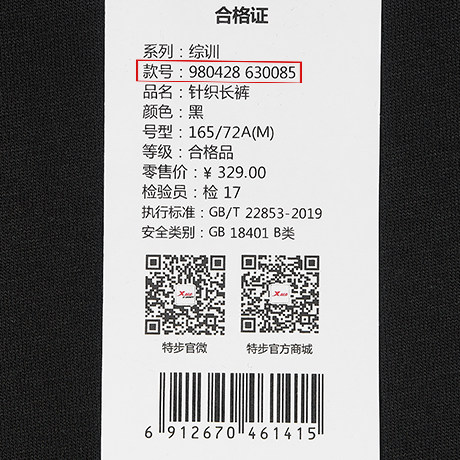 合格证
系列：综训
款号：980428 630085
品名：针织长裤
颜色：黑
号型：165/72A(M)
等级：合格品
零售价：¥ 329.00
检验员：检 17
执行标准：GB/T 22853-2019
安全类别：GB 18401 B类
特步官微 特步官方商城
6 912670 461415